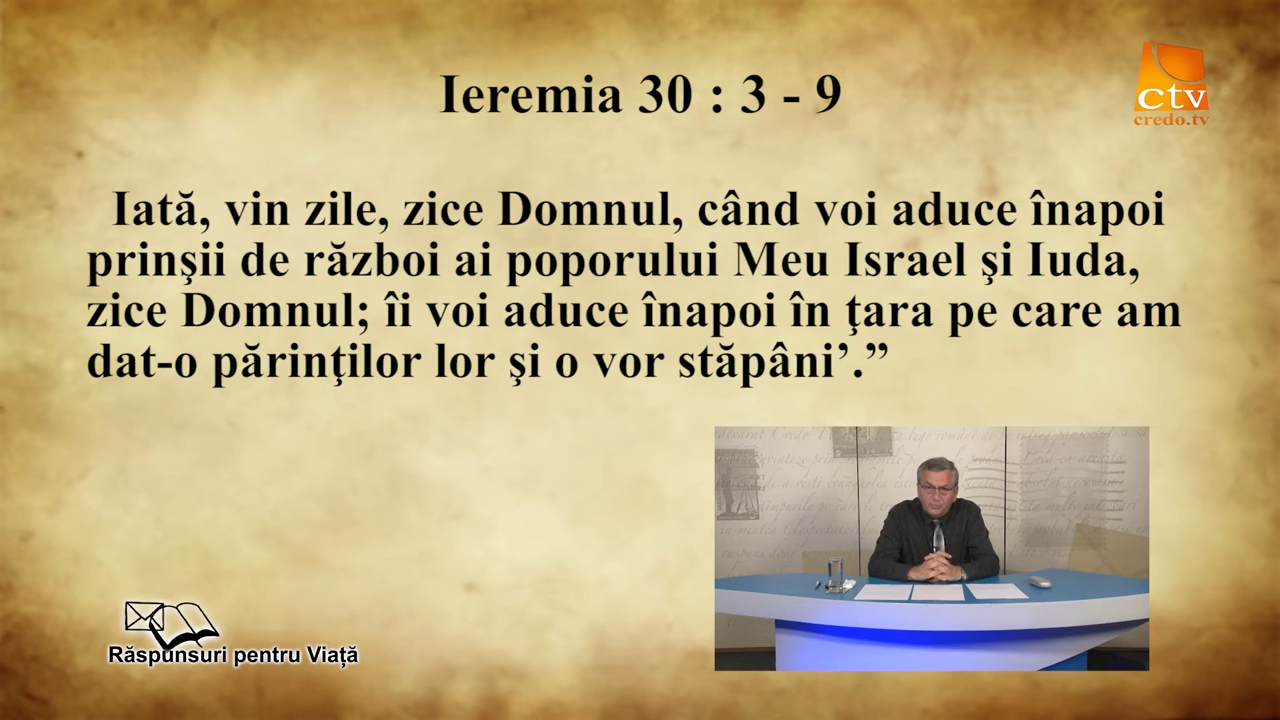 Ieremia 30 : 3 - 9
ctv
credo.tv
Iată, vin zile, zice Domnul, când voi aduce înapoi
prinşii de război ai poporului Meu Israel şi Iuda,
zice Domnul; îi voi aduce înapoi în ţara pe care am
dat-o părinţilor lor şi o vor stăpâni’.”
Răspunsuri pentru Viață